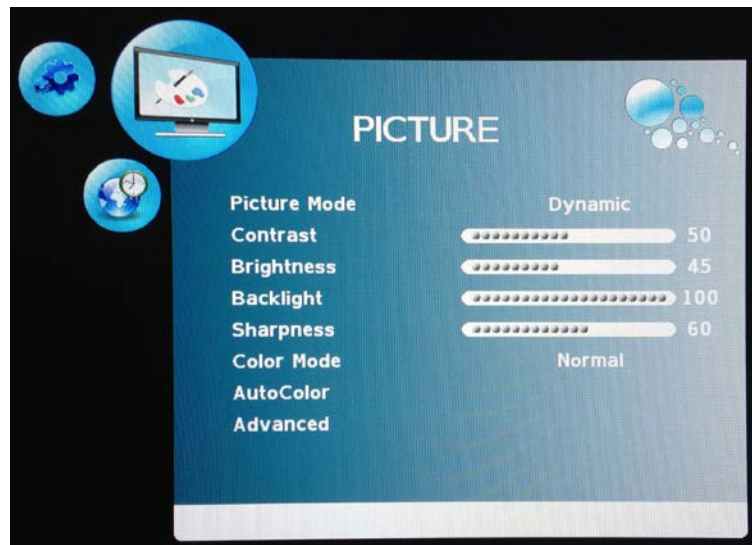 PICTURE
Picture Mode Dynamic
Contrast 50
Brightness 45
Backlight 100
Sharpness 60
Color Mode Normal
AutoColor
Advanced